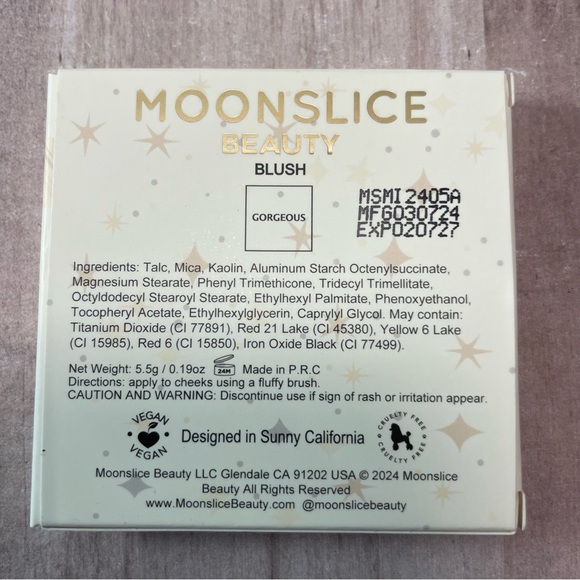 MOONSLICE
BEAUTY
BLUSH
GORGEOUS
MSMI 2405A
MFG030724
EXP020727
Ingredients: Talc, Mica, Kaolin, Aluminum Starch Octenylsuccinate,
Magnesium Stearate, Phenyl Trimethicone, Tridecyl Trimellitate,
Octyldodecyl Stearoyl Stearate, Ethylhexyl Palmitate, Phenoxyethanol,
Tocopheryl Acetate, Ethylhexylglycerin, Caprylyl Glycol. May contain:
Titanium Dioxide (CI 77891), Red 21 Lake (CI 45380), Yellow 6 Lake
(CI 15985), Red 6 (CI 15850), Iron Oxide Black (CI 77499).
Net Weight: 5.5g / 0.19oz 24M Made in P.R.C
Directions: apply to cheeks using a fluffy brush.
CAUTION AND WARNING: Discontinue use if sign of rash or irritation appear.
VEGAN
VEGAN
Designed in Sunny California
CRUELTY FREE
CRUELTY FREE
Moonslice Beauty LLC Glendale CA 91202 USA © 2024 Moonslice
Beauty All Rights Reserved
www.MoonsliceBeauty.com @moonslicebeauty